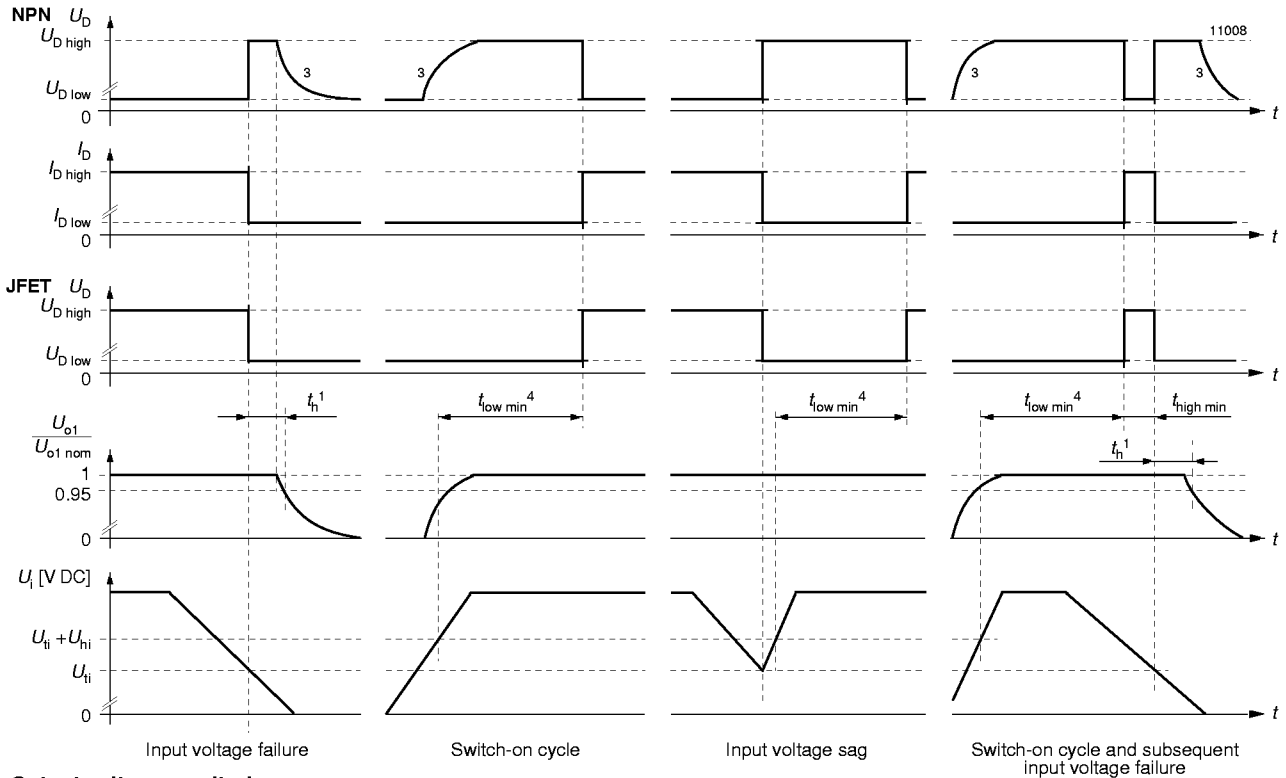 NPN U_D
U_D high
11008
3
3
3
3
U_D low
0
t
I_D
I_D high
I_D low
0
t
JFET U_D
U_D high
U_D low
0
t
t_h^1
t_low min^4
t_low min^4
t_low min^4
t_high min
U_o1
U_o1 nom
t_h^1
1
0.95
0
t
U_i [V DC]
U_ti + U_hi
U_ti
0
t
Input voltage failure
Switch-on cycle
Input voltage sag
Switch-on cycle and subsequent
input voltage failure